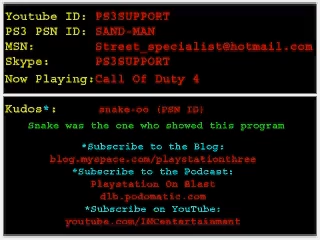 Youtube ID: PS3SUPPORT
PS3 PSN ID: SAND-MAN
MSN: Street_specialist@hotmail.com
Skype: PS3SUPPORT
Now Playing:Call Of Duty 4
Kudos*: snake-oo (PSN ID)
Snake was the one who showed this program
*Subscribe to the Blog:
blog.myspace.com/playstationthree
*Subscribe to the Podcast:
Playstation On Blast
dlb.podomatic.com
*Subscribe on YouTube:
youtube.com/IMCentertainment